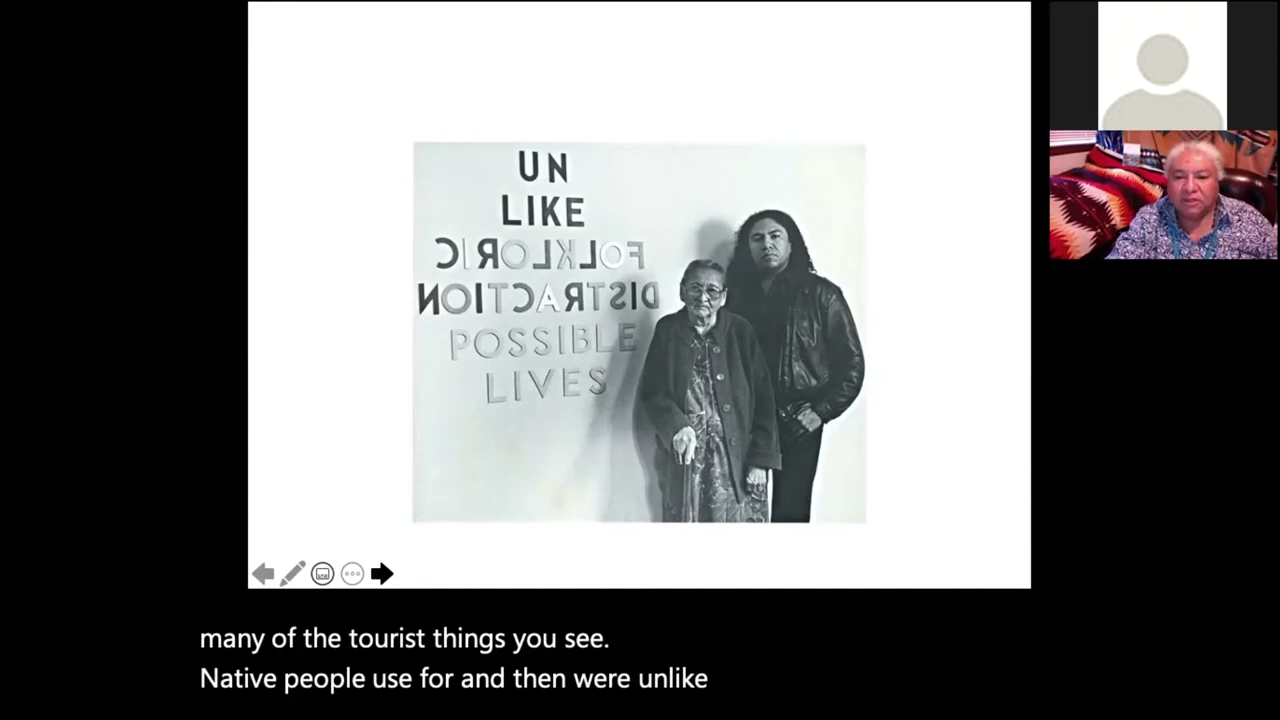 UN
LIKE
FOLKLORIC
DISTRACTION
POSSIBLE
LIVES
many of the tourist things you see.
Native people use for and then were unlike